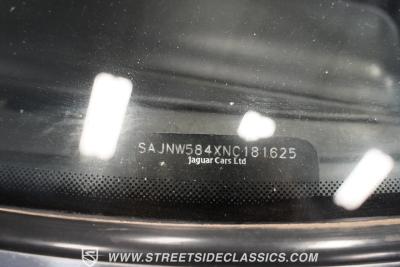 SAJNW584XNC181625
Jaguar Cars Ltd
WWW.STREETSIDECLASSICS.COM